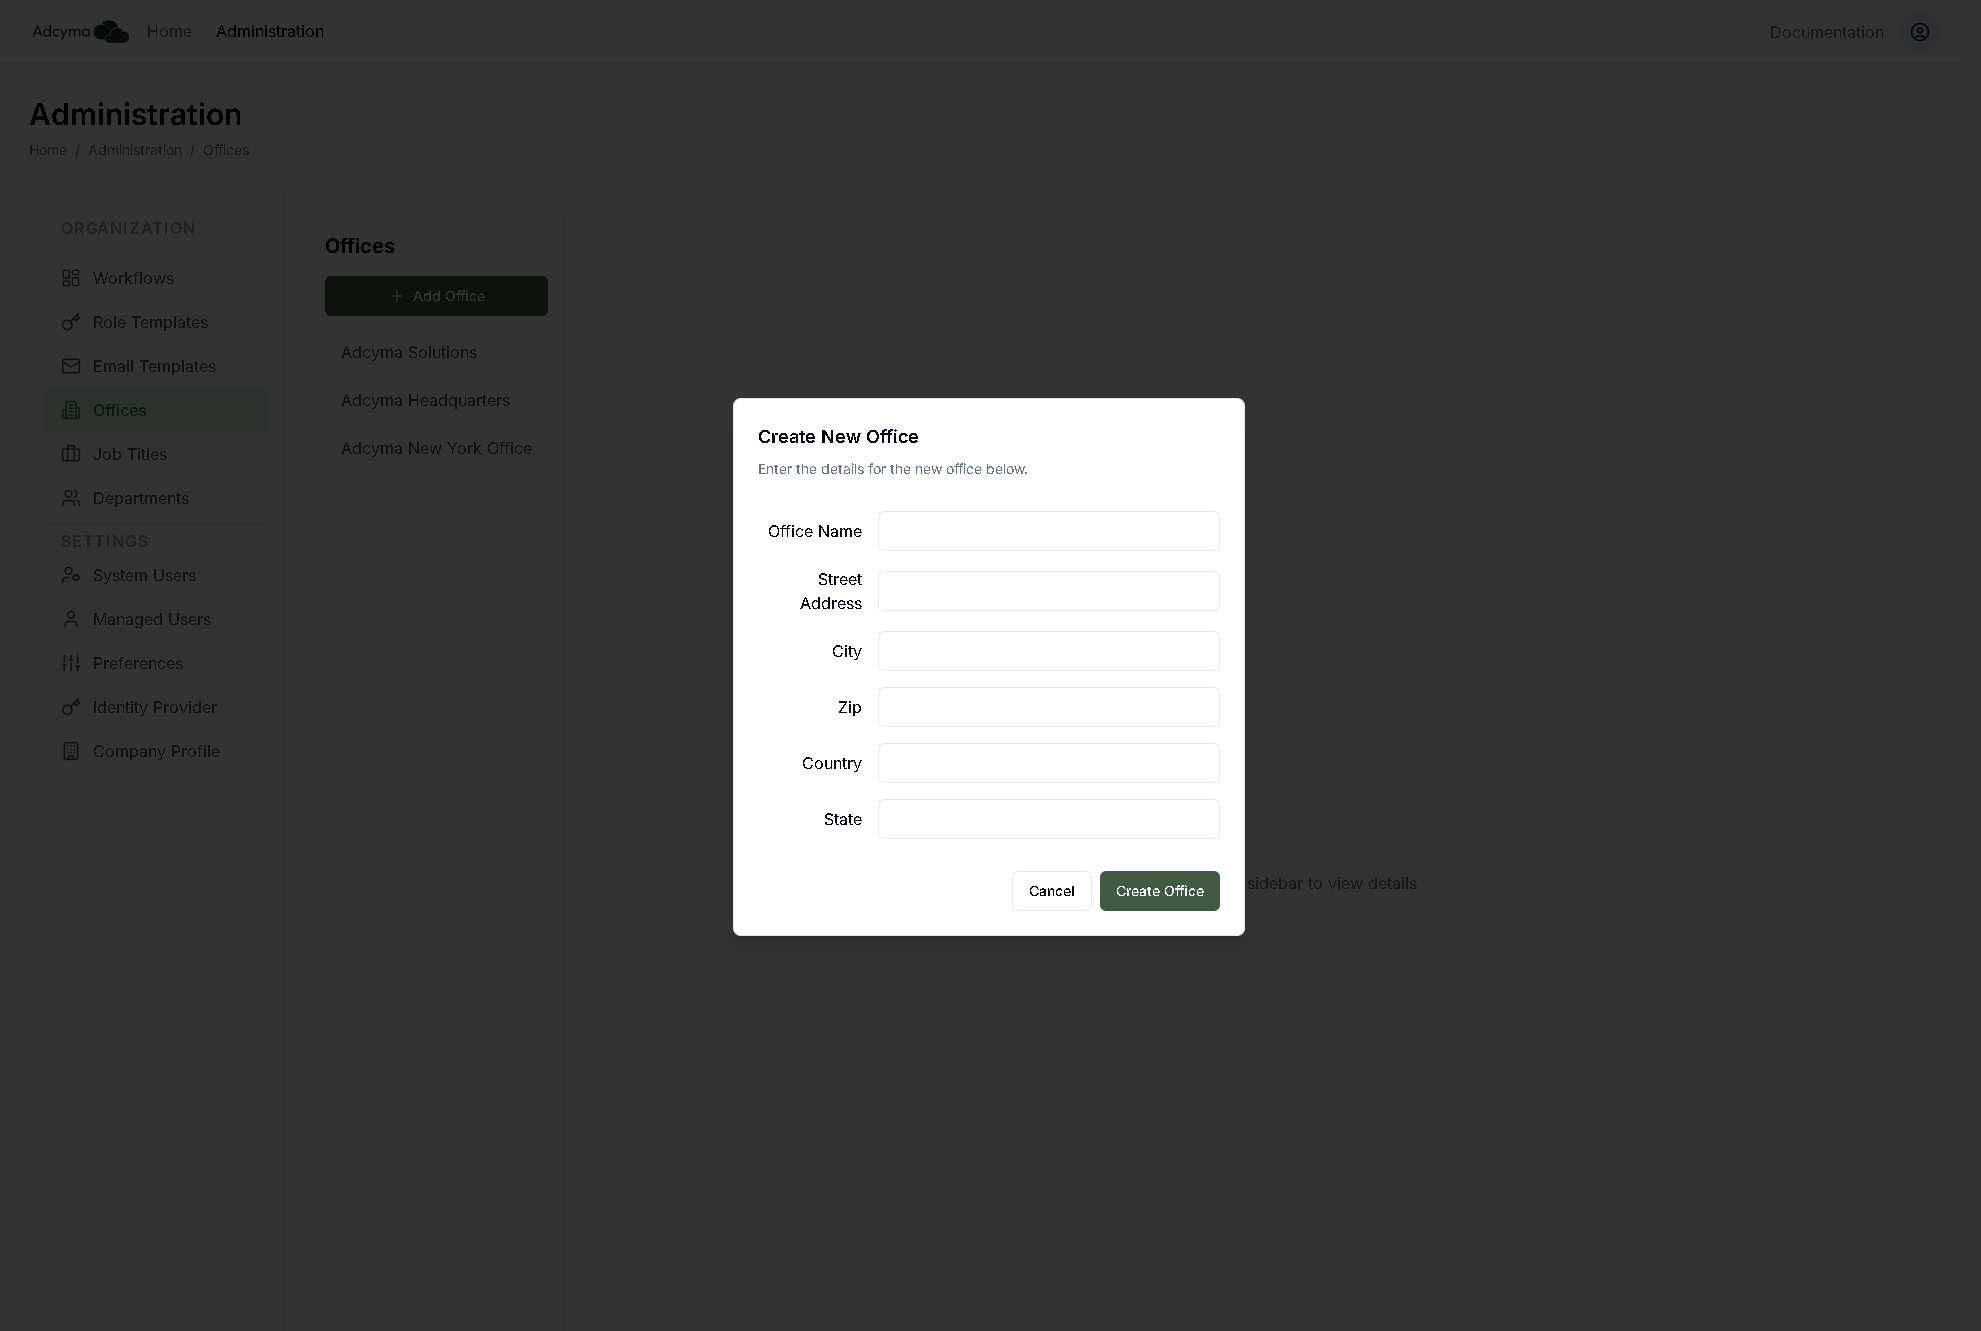 Adcyma Home Administration Documentation
Administration
Home / Administration / Offices
ORGANIZATION
Workflows
Role Templates
Email Templates
Offices
Job Titles
Departments
SETTINGS
System Users
Managed Users
Preferences
Identity Provider
Company Profile
Offices
+ Add Office
Adcyma Solutions
Adcyma Headquarters
Adcyma New York Office
Create New Office
Enter the details for the new office below.
Office Name
Street
Address
City
Zip
Country
State
Cancel Create Office
sidebar to view details